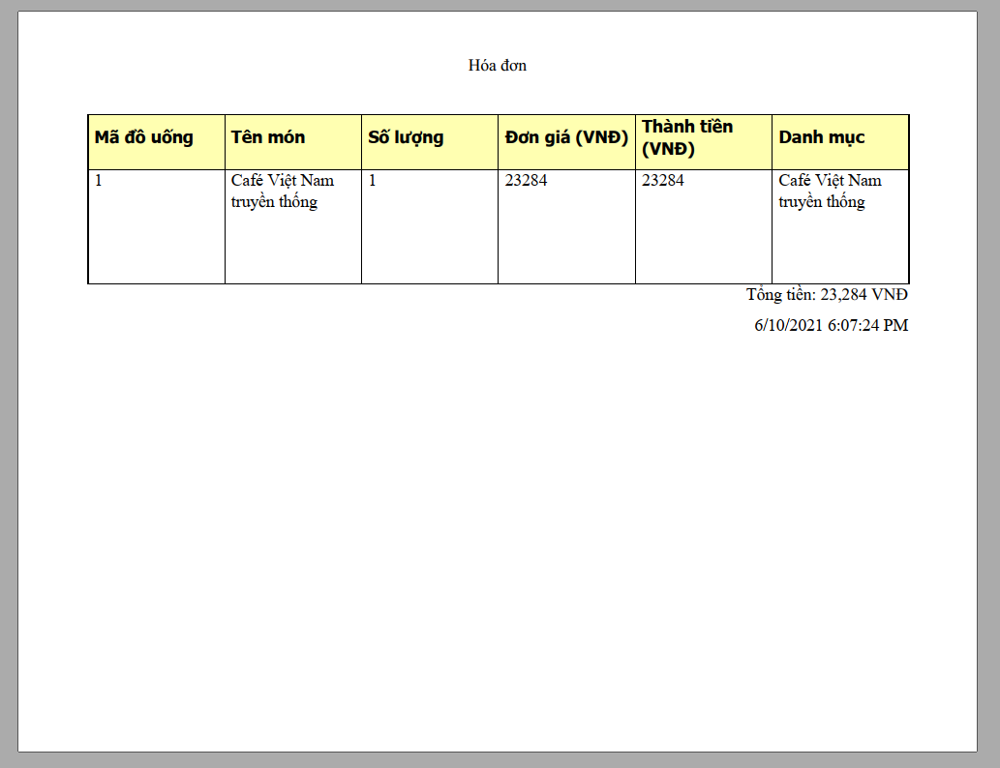 Hóa đơn
Mã đồ uống Tên món Số lượng Đơn giá (VNĐ) Thành tiền (VNĐ) Danh mục
1 Café Việt Nam truyền thống 1 23284 23284 Café Việt Nam truyền thống
Tổng tiền: 23,284 VNĐ
6/10/2021 6:07:24 PM